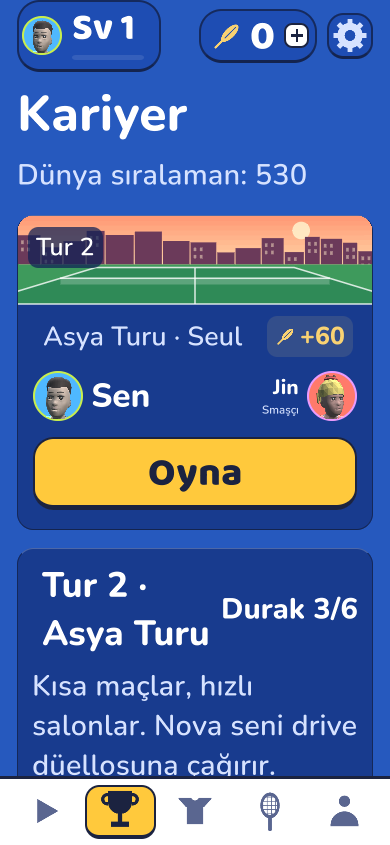 Sv 1
0
Kariyer
Dünya sıralaman: 530
Tur 2
Asya Turu · Seul
+60
Sen
Jin
Smaşçı
Oyna
Tur 2 ·
Asya Turu
Durak 3/6
Kısa maçlar, hızlı
salonlar. Nova seni drive
düellosuna çağırır.